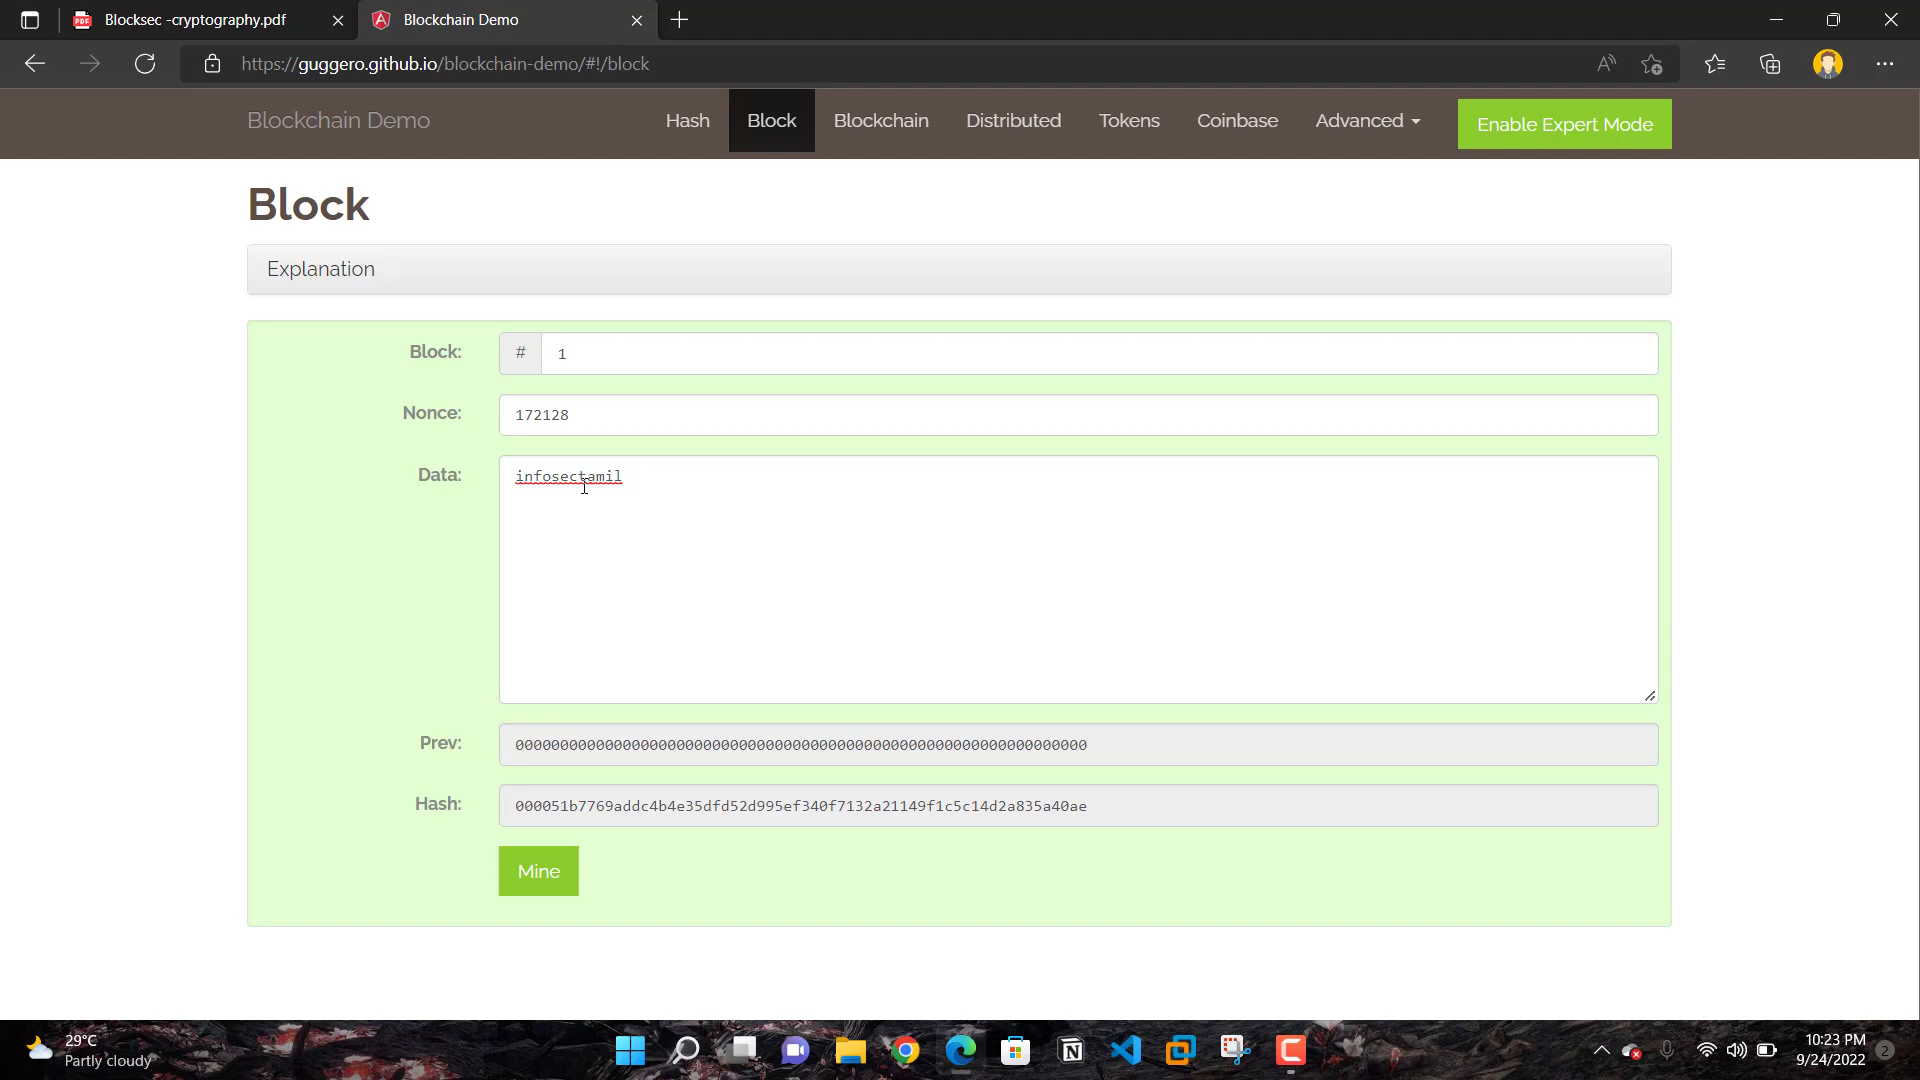 Blocksec -cryptography.pdf
Blockchain Demo
https://guggero.github.io/blockchain-demo/#!/block
Blockchain Demo
Hash
Block
Blockchain
Distributed
Tokens
Coinbase
Advanced
Enable Expert Mode
Block
Explanation
Block:
#
1
Nonce:
172128
Data:
infosectamil
Prev:
0000000000000000000000000000000000000000000000000000000000000000
Hash:
000051b7769addc4b4e35dfd52d995ef340f7132a21149f1c5c14d2a835a40ae
Mine
29°C
Partly cloudy
10:23 PM
9/24/2022
2